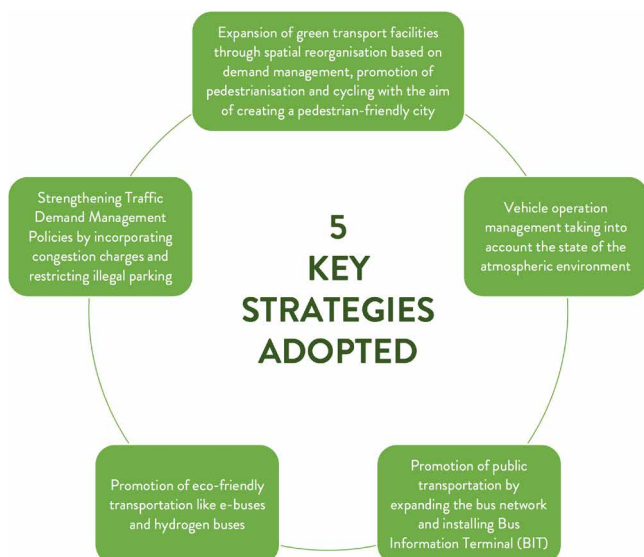 Expansion of green transport facilities
through spatial reorganisation based on
demand management, promotion of
pedestrianisation and cycling with the aim
of creating a pedestrian-friendly city
Strengthening Traffic
Demand Management
Policies by incorporating
congestion charges and
restricting illegal parking
5
KEY
STRATEGIES
ADOPTED
Vehicle operation
management taking into
account the state of the
atmospheric environment
Promotion of eco-friendly
transportation like e-buses
and hydrogen buses
Promotion of public
transportation by
expanding the bus network
and installing Bus
Information Terminal (BIT)